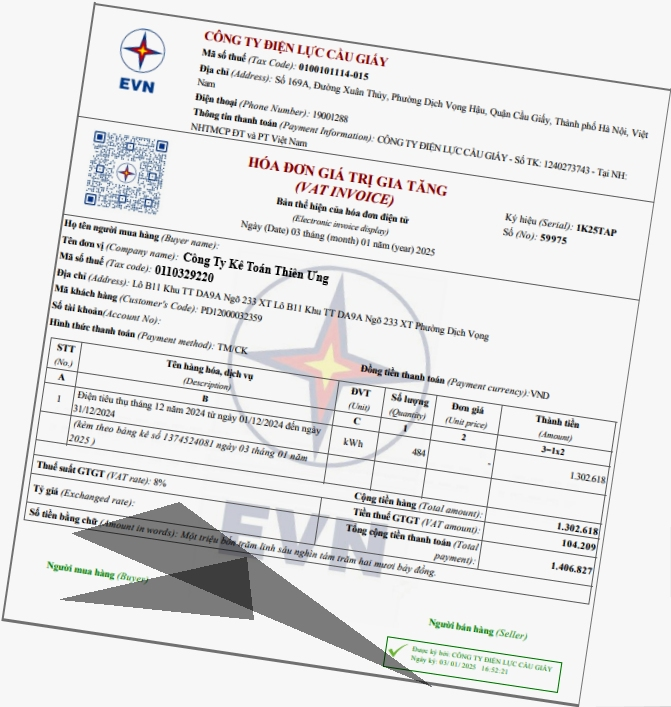 EVN
CÔNG TY ĐIỆN LỰC CẦU GIẤY
Mã số thuế (Tax Code): 0100101114-015
Địa chỉ (Address): Số 169A, Đường Xuân Thủy, Phường Dịch Vọng Hậu, Quận Cầu Giấy, Thành phố Hà Nội, Việt
Nam
Điện thoại (Phone Number): 19001288
Thông tin thanh toán (Payment Information): CÔNG TY ĐIỆN LỰC CẦU GIẤY - Số TK: 1240273743 - Tại NH:
NHTMCP ĐT và PT Việt Nam
HÓA ĐƠN GIÁ TRỊ GIA TĂNG
(VAT INVOICE)
Bản thể hiện của hóa đơn điện tử
(Electronic invoice display)
Ngày (Date) 03 tháng (month) 01 năm (year) 2025
Ký hiệu (Serial): 1K25TAP
Số (No): 59975
Họ tên người mua hàng (Buyer name):
Tên đơn vị (Company name): Công Ty Kế Toán Thiên Ưng
Mã số thuế (Tax code): 0110329220
Địa chỉ (Address): Lô B11 Khu TT DA9A Ngõ 233 XT Lô B11 Khu TT DA9A Ngõ 233 XT Phường Dịch Vọng
Mã khách hàng (Customer's Code): PD12000032359
Số tài khoản(Account No):
Hình thức thanh toán (Payment method): TM/CK
Đồng tiền thanh toán (Payment currency):VND
STT (No.) Tên hàng hóa, dịch vụ (Description) ĐVT (Unit) Số lượng (Quantity) Đơn giá (Unit price) Thành tiền (Amount)
A B C 1 2 3=1x2
1 Điện tiêu thụ tháng 12 năm 2024 từ ngày 01/12/2024 đến ngày
31/12/2024
(kèm theo bảng kê số 1374524081 ngày 03 tháng 01 năm
2025 )
kWh 484 - 1.302.618
Cộng tiền hàng (Total amount): 1.302.618
Thuế suất GTGT (VAT rate): 8% Tiền thuế GTGT (VAT amount): 104.209
Tỷ giá (Exchanged rate): Tổng cộng tiền thanh toán (Total
payment): 1.406.827
Số tiền bằng chữ (Amount in words): Một triệu bốn trăm linh sáu nghìn tám trăm hai mươi bảy đồng.
EVN
Người mua hàng (Buyer)
Người bán hàng (Seller)
Được ký bởi: CÔNG TY ĐIỆN LỰC CẦU GIẤY
Ngày ký: 03/01/2025 16:52:21